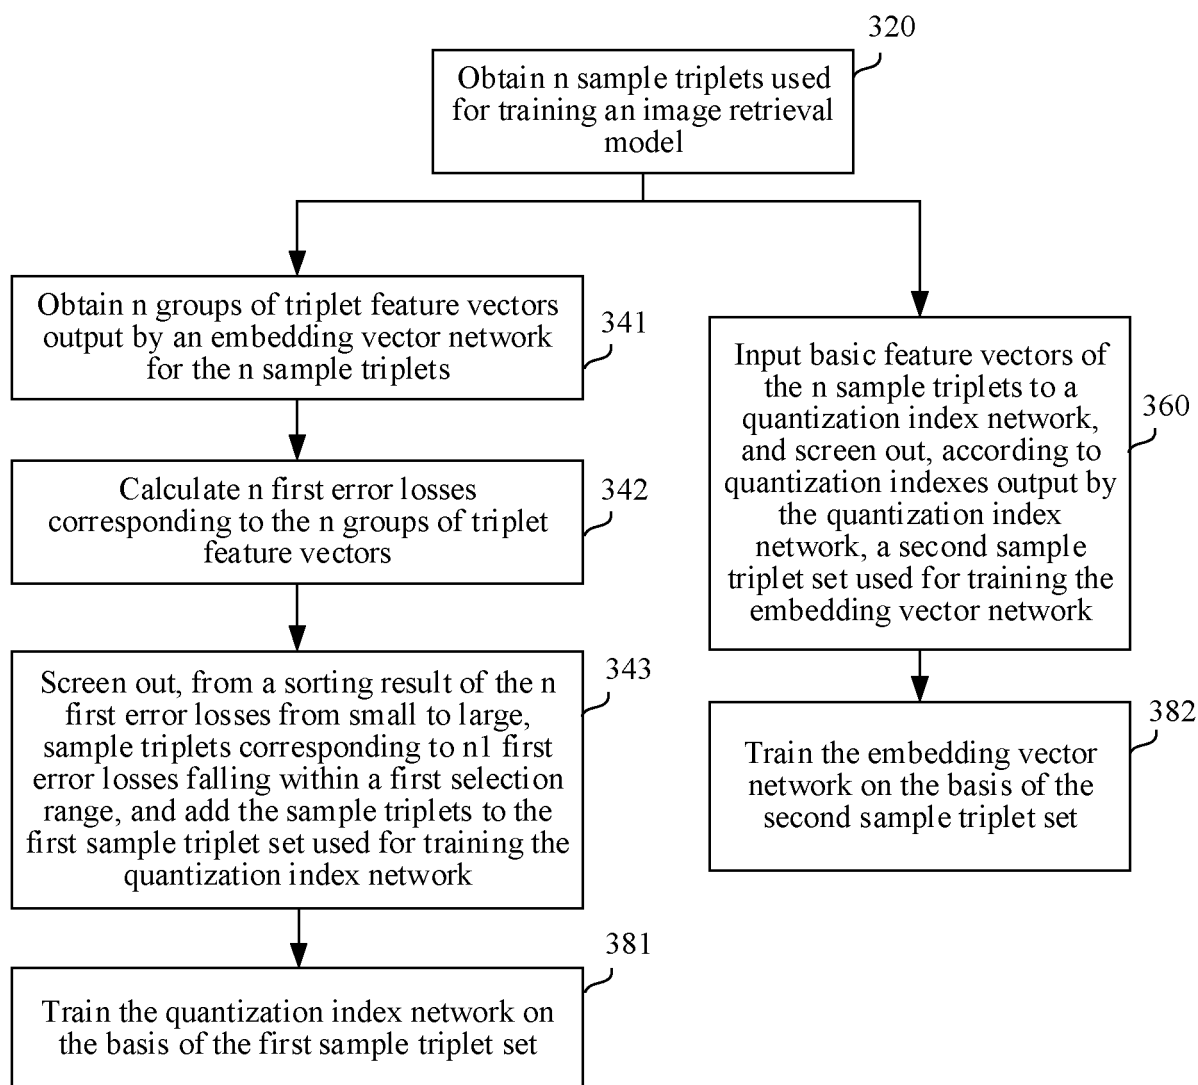 320
Obtain n sample triplets used
for training an image retrieval
model
Obtain n groups of triplet feature vectors
output by an embedding vector network
for the n sample triplets
341
Calculate n first error losses
corresponding to the n groups of triplet
feature vectors
342
Screen out, from a sorting result of the n
first error losses from small to large,
sample triplets corresponding to n1 first
error losses falling within a first selection
range, and add the sample triplets to the
first sample triplet set used for training the
quantization index network
343
Train the quantization index network on
the basis of the first sample triplet set
381
Input basic feature vectors of
the n sample triplets to a
quantization index network,
and screen out, according to
quantization indexes output by
the quantization index
network, a second sample
triplet set used for training the
embedding vector network
360
Train the embedding vector
network on the basis of the
second sample triplet set
382